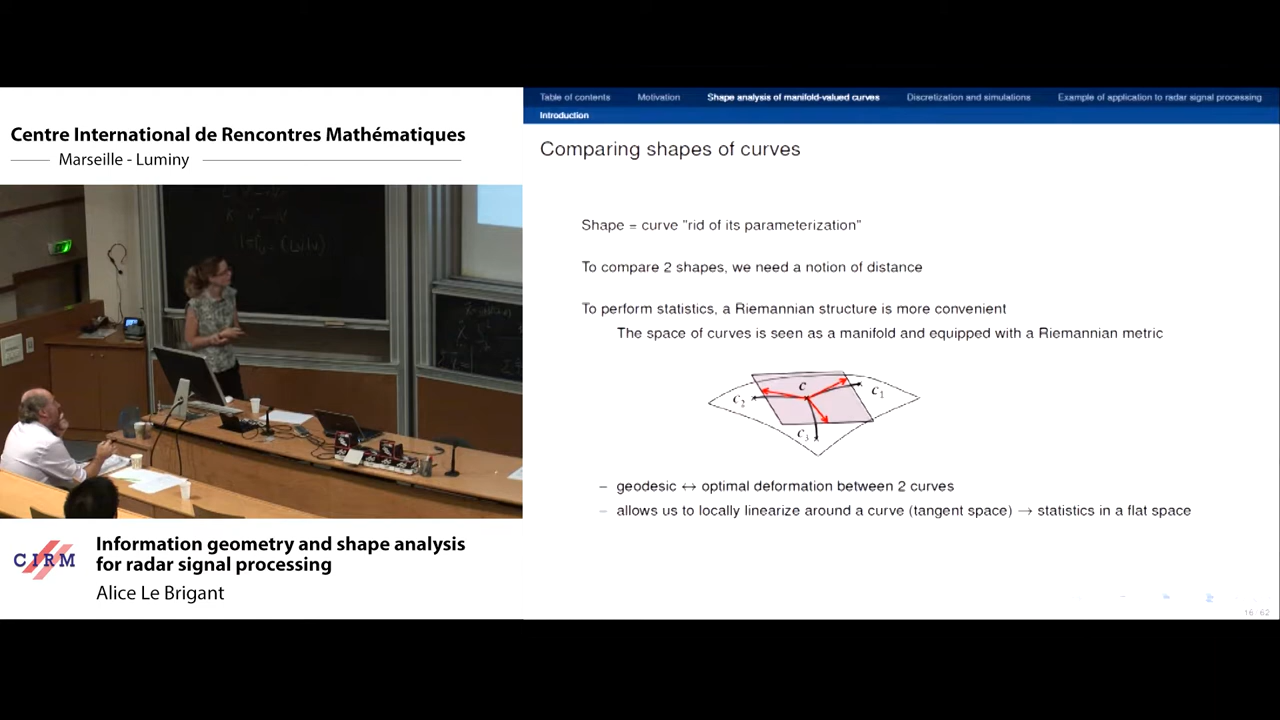 Centre International de Rencontres Mathématiques
Marseille - Luminy
CIRM
Information geometry and shape analysis
for radar signal processing
Alice Le Brigant
Table of contents Motivation Shape analysis of manifold-valued curves Discretization and simulations Example of application to radar signal processing
Introduction
Comparing shapes of curves
Shape = curve "rid of its parameterization"
To compare 2 shapes, we need a notion of distance
To perform statistics, a Riemannian structure is more convenient
The space of curves is seen as a manifold and equipped with a Riemannian metric
c
c1
c2
c3
– geodesic ↔ optimal deformation between 2 curves
– allows us to locally linearize around a curve (tangent space) → statistics in a flat space
16 / 62